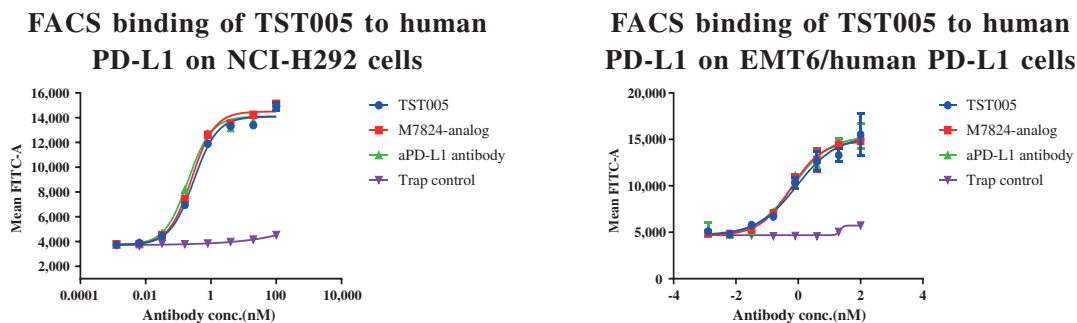 FACS binding of TST005 to human
PD-L1 on NCI-H292 cells
16,000
14,000
12,000
10,000
8,000
6,000
4,000
2,000
Mean FITC-A
0.0001
0.01
1
100
10,000
Antibody conc.(nM)
TST005
M7824-analog
aPD-L1 antibody
Trap control
FACS binding of TST005 to human
PD-L1 on EMT6/human PD-L1 cells
20,000
15,000
10,000
5,000
0
Mean FITC-A
-4
-2
0
2
4
Antibody conc.(nM)
TST005
M7824-analog
aPD-L1 antibody
Trap control